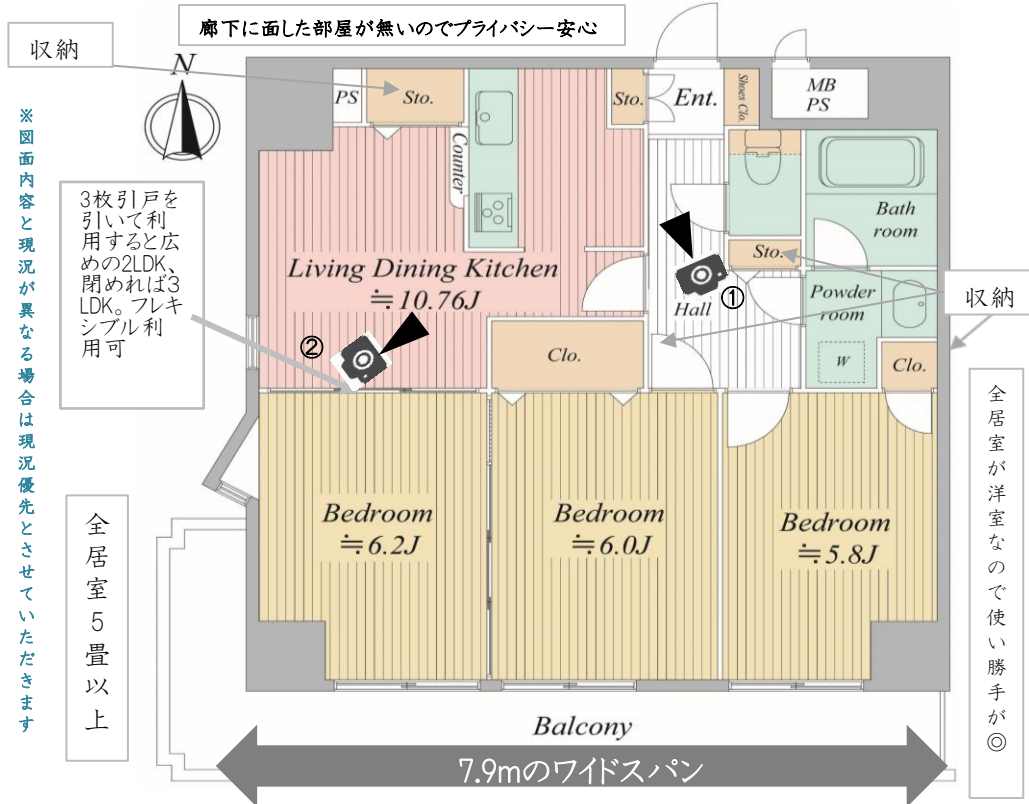 廊下に面した部屋が無いのでプライバシー安心
収納
N
※図面内容と現況が異なる場合は現況優先とさせていただきます
3枚引戸を
引いて利
用すると広
めの2LDK、
閉めれば3
LDK。フレキ
シブル利
用可
PS
Sto.
Counter
Sto.
Ent.
Shoes Clo.
MB
PS
Bath
room
Sto.
Living Dining Kitchen
≒10.76J
①
Hall
Powder
room
W
収納
②
Clo.
Clo.
全居室が洋室なので使い勝手が◎
全居室5畳以上
Bedroom
≒6.2J
Bedroom
≒6.0J
Bedroom
≒5.8J
Balcony
7.9mのワイドスパン